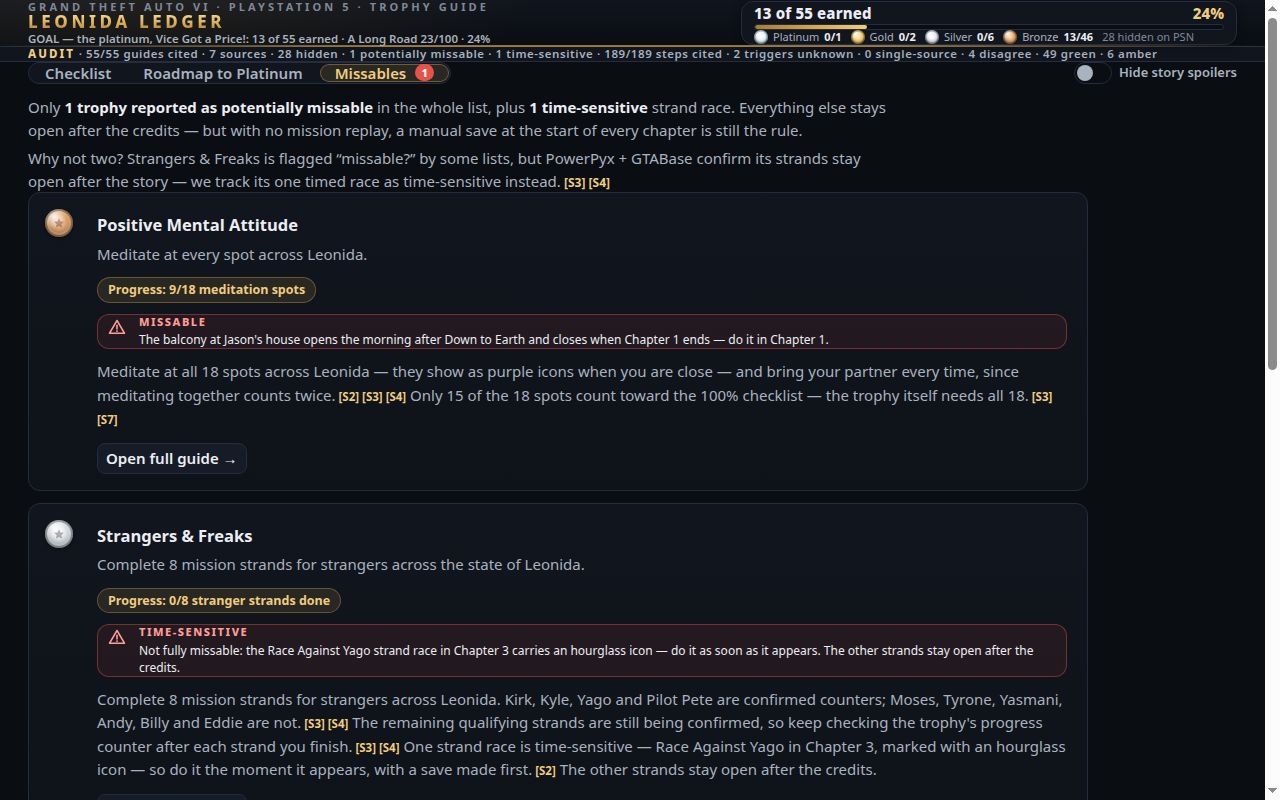 GRAND THEFT AUTO VI · PLAYSTATION 5 · TROPHY GUIDE
LEONIDA LEDGER
GOAL — the platinum, Vice Got a Price!: 13 of 55 earned · A Long Road 23/100 · 24%
13 of 55 earned 24%
Platinum 0/1 Gold 0/2 Silver 0/6 Bronze 13/46 28 hidden on PSN
AUDIT · 55/55 guides cited · 7 sources · 28 hidden · 1 potentially missable · 1 time-sensitive · 189/189 steps cited · 2 triggers unknown · 0 single-source · 4 disagree · 49 green · 6 amber
Checklist Roadmap to Platinum Missables 1 Hide story spoilers
Only 1 trophy reported as potentially missable in the whole list, plus 1 time-sensitive strand race. Everything else stays
open after the credits — but with no mission replay, a manual save at the start of every chapter is still the rule.
Why not two? Strangers & Freaks is flagged “missable?” by some lists, but PowerPyx + GTABase confirm its strands stay
open after the story — we track its one timed race as time-sensitive instead. [S3] [S4]
Positive Mental Attitude
Meditate at every spot across Leonida.
Progress: 9/18 meditation spots
MISSABLE
The balcony at Jason's house opens the morning after Down to Earth and closes when Chapter 1 ends — do it in Chapter 1.
Meditate at all 18 spots across Leonida — they show as purple icons when you are close — and bring your partner every time, since
meditating together counts twice. [S2] [S3] [S4] Only 15 of the 18 spots count toward the 100% checklist — the trophy itself needs all 18. [S3]
[S7]
Open full guide →
Strangers & Freaks
Complete 8 mission strands for strangers across the state of Leonida.
Progress: 0/8 stranger strands done
TIME-SENSITIVE
Not fully missable: the Race Against Yago strand race in Chapter 3 carries an hourglass icon — do it as soon as it appears. The other strands stay open after the
credits.
Complete 8 mission strands for strangers across Leonida. Kirk, Kyle, Yago and Pilot Pete are confirmed counters; Moses, Tyrone, Yasmani,
Andy, Billy and Eddie are not. [S3] [S4] The remaining qualifying strands are still being confirmed, so keep checking the trophy's progress
counter after each strand you finish. [S3] [S4] One strand race is time-sensitive — Race Against Yago in Chapter 3, marked with an hourglass
icon — so do it the moment it appears, with a save made first. [S2] The other strands stay open after the credits.